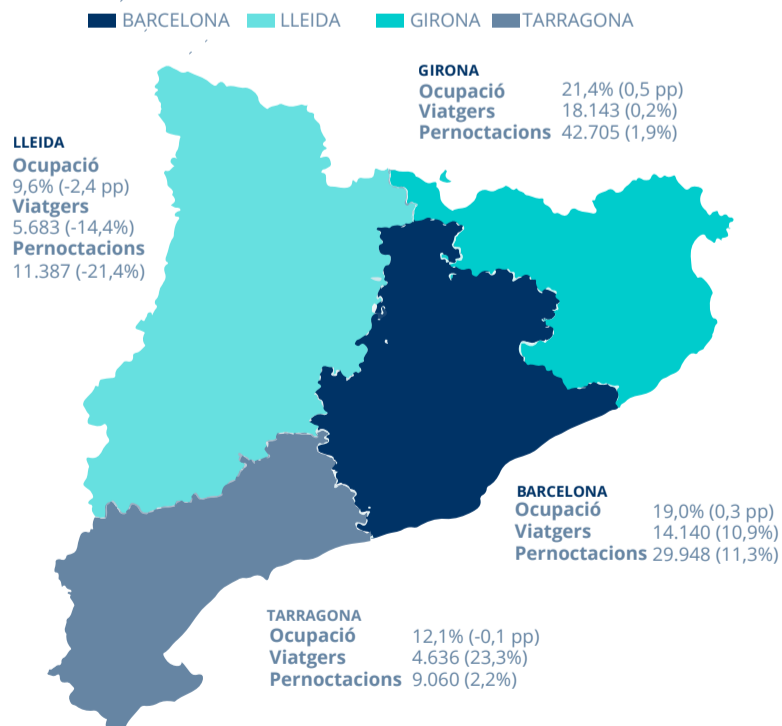 BARCELONA LLEIDA GIRONA TARRAGONA
GIRONA
Ocupació 21,4% (0,5 pp)
Viatgers 18.143 (0,2%)
Pernoctacions 42.705 (1,9%)
LLEIDA
Ocupació
9,6% (-2,4 pp)
Viatgers
5.683 (-14,4%)
Pernoctacions
11.387 (-21,4%)
BARCELONA
Ocupació 19,0% (0,3 pp)
Viatgers 14.140 (10,9%)
Pernoctacions 29.948 (11,3%)
TARRAGONA
Ocupació 12,1% (-0,1 pp)
Viatgers 4.636 (23,3%)
Pernoctacions 9.060 (2,2%)